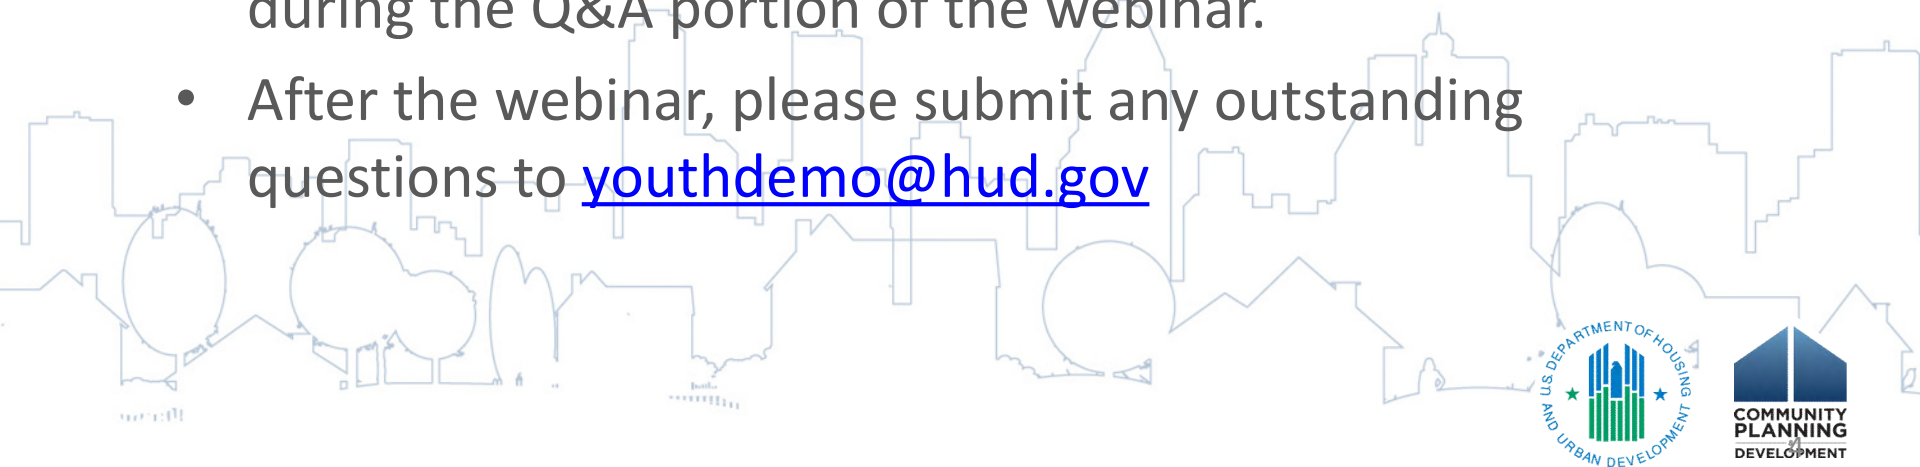 during the Q&A portion of the webinar.
• After the webinar, please submit any outstanding
questions to youthdemo@hud.gov
U.S. DEPARTMENT OF HOUSING
AND URBAN DEVELOPMENT
COMMUNITY
PLANNING
DEVELOPMENT
4